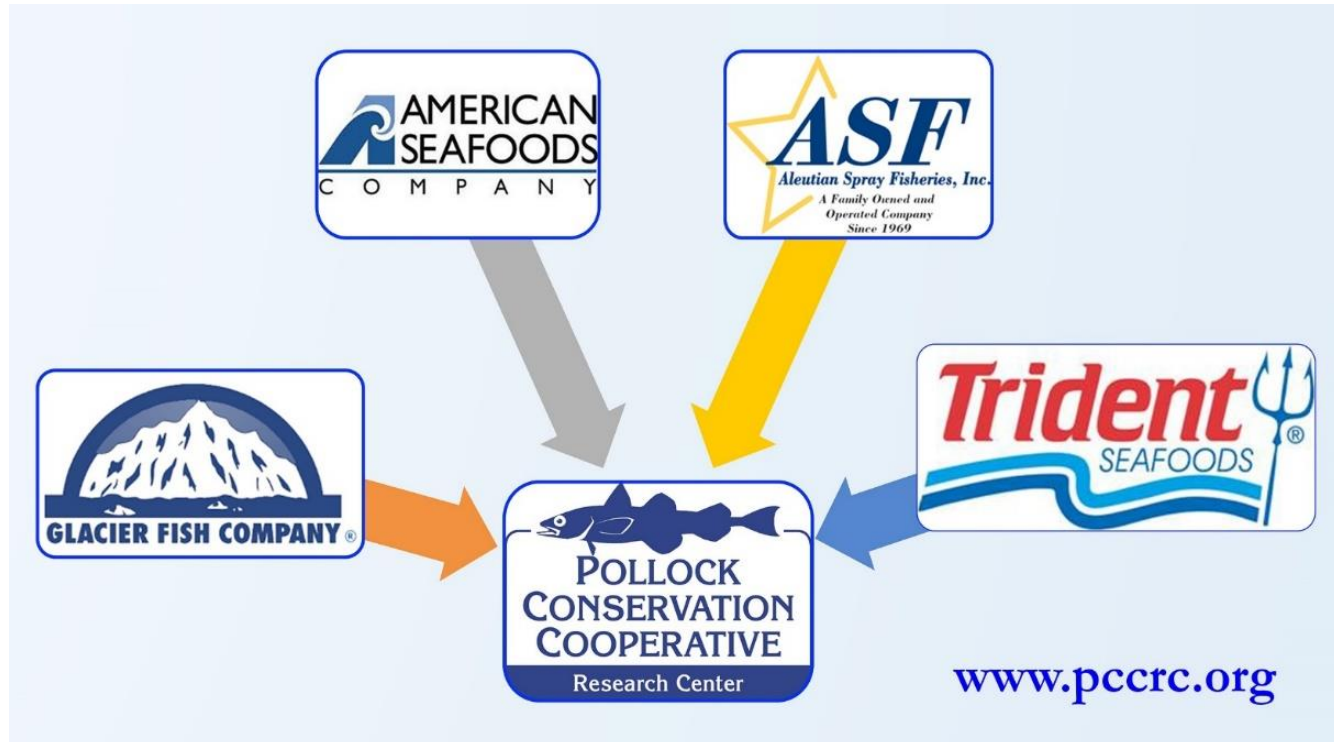 AMERICAN
SEAFOODS
COMPANY
ASF
Aleutian Spray Fisheries, Inc.
A Family Owned and
Operated Company
Since 1969
GLACIER FISH COMPANY ®
Trident
SEAFOODS ®
POLLOCK
CONSERVATION
COOPERATIVE
Research Center
www.pccrc.org